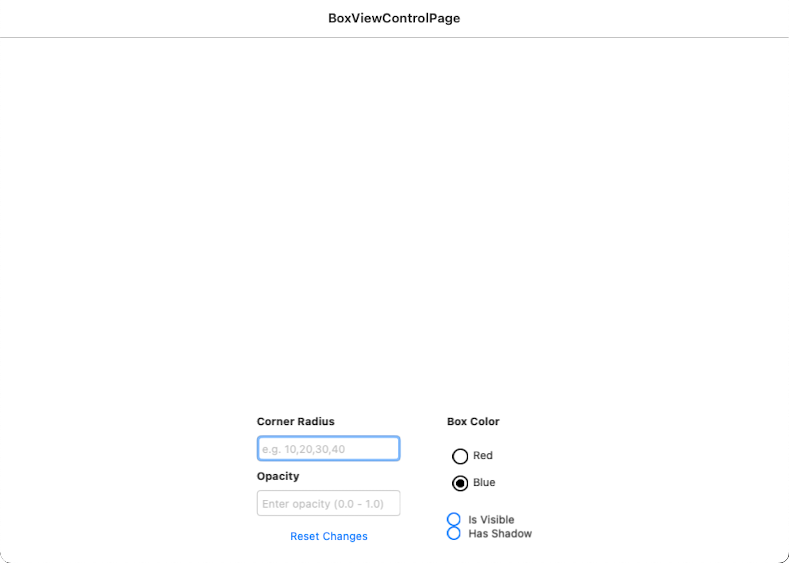 BoxViewControlPage
Corner Radius
e.g. 10,20,30,40
Opacity
Enter opacity (0.0 - 1.0)
Reset Changes
Box Color
Red
Blue
Is Visible
Has Shadow